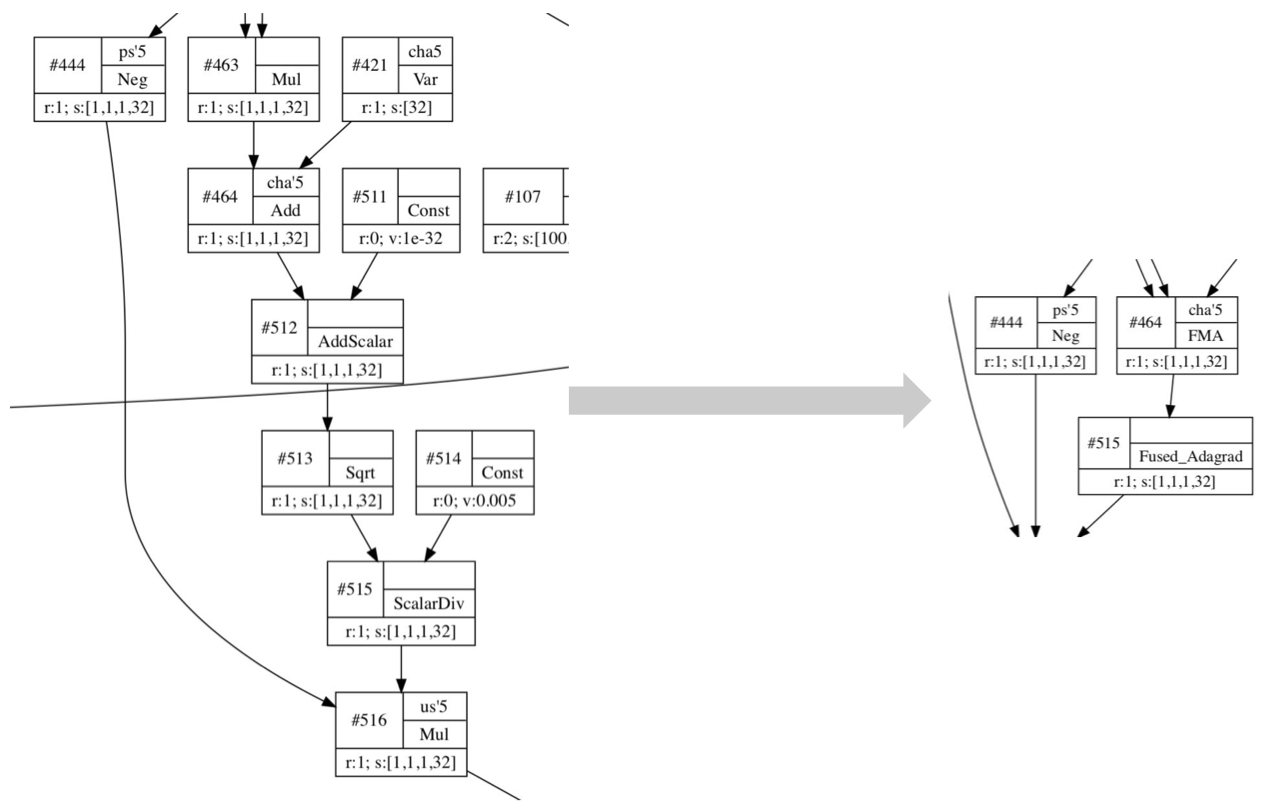 #444
ps'5
Neg
r:1; s:[1,1,1,32]
#463
Mul
r:1; s:[1,1,1,32]
#421
cha5
Var
r:1; s:[32]
#464
cha'5
Add
r:1; s:[1,1,1,32]
#511
Const
r:0; v:1e-32
#107
r:2; s:[100,
#512
AddScalar
r:1; s:[1,1,1,32]
#513
Sqrt
r:1; s:[1,1,1,32]
#514
Const
r:0; v:0.005
#515
ScalarDiv
r:1; s:[1,1,1,32]
#516
us'5
Mul
r:1; s:[1,1,1,32]
#444
ps'5
Neg
r:1; s:[1,1,1,32]
#464
cha'5
FMA
r:1; s:[1,1,1,32]
#515
Fused_Adagrad
r:1; s:[1,1,1,32]